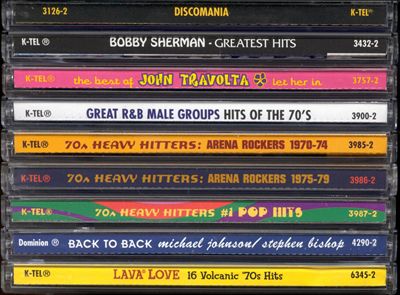 3126-2 DISCOMANIA K-TEL®
K-TEL® BOBBY SHERMAN - GREATEST HITS 3432-2
K-TEL® the best of JOHN TRAVOLTA let her in 3757-2
K-TEL® GREAT R&B MALE GROUPS HITS OF THE 70'S 3900-2
K-TEL® 70s HEAVY HITTERS: ARENA ROCKERS 1970-74 3985-2
K-TEL® 70s HEAVY HITTERS: ARENA ROCKERS 1975-79 3986-2
K-TEL® 70s HEAVY HITTERS #1 POP HITS 3987-2
Dominion ® BACK TO BACK michael johnson/stephen bishop 4290-2
K-TEL® LAVA® LOVE 16 Volcanic '70s Hits 6345-2